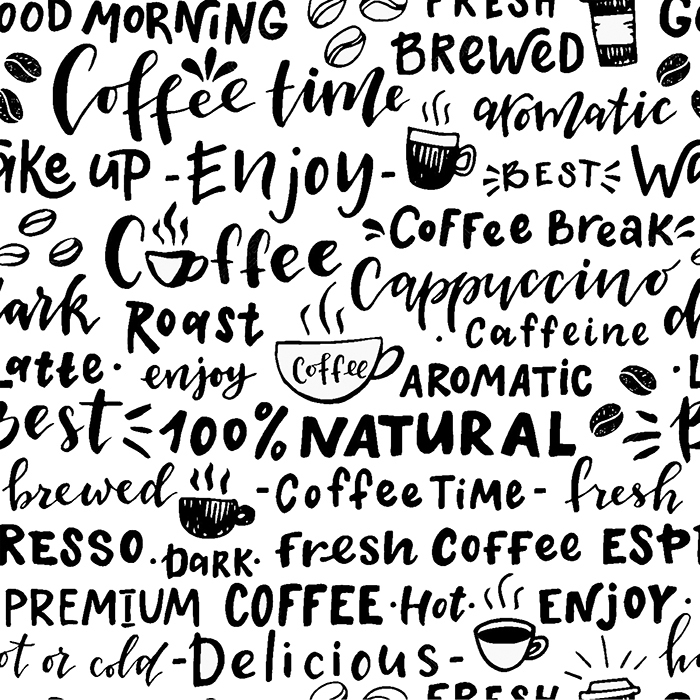 OOD MORNING FRESH G
BREWED
Coffee time aromatic
ake up -Enjoy- BEST Wa
Coffee Coffee Break
Cappuccino
dark Roast Caffeine d
Latte· enjoy Coffee AROMATIC ·L
Best 100% NATURAL B
brewed -Coffee Time- fresh
RESSO ·DARK· fresh Coffee ESP
PREMIUM COFFEE ·Hot· ENJOY·
ot or cold -Delicious- h
FRESH